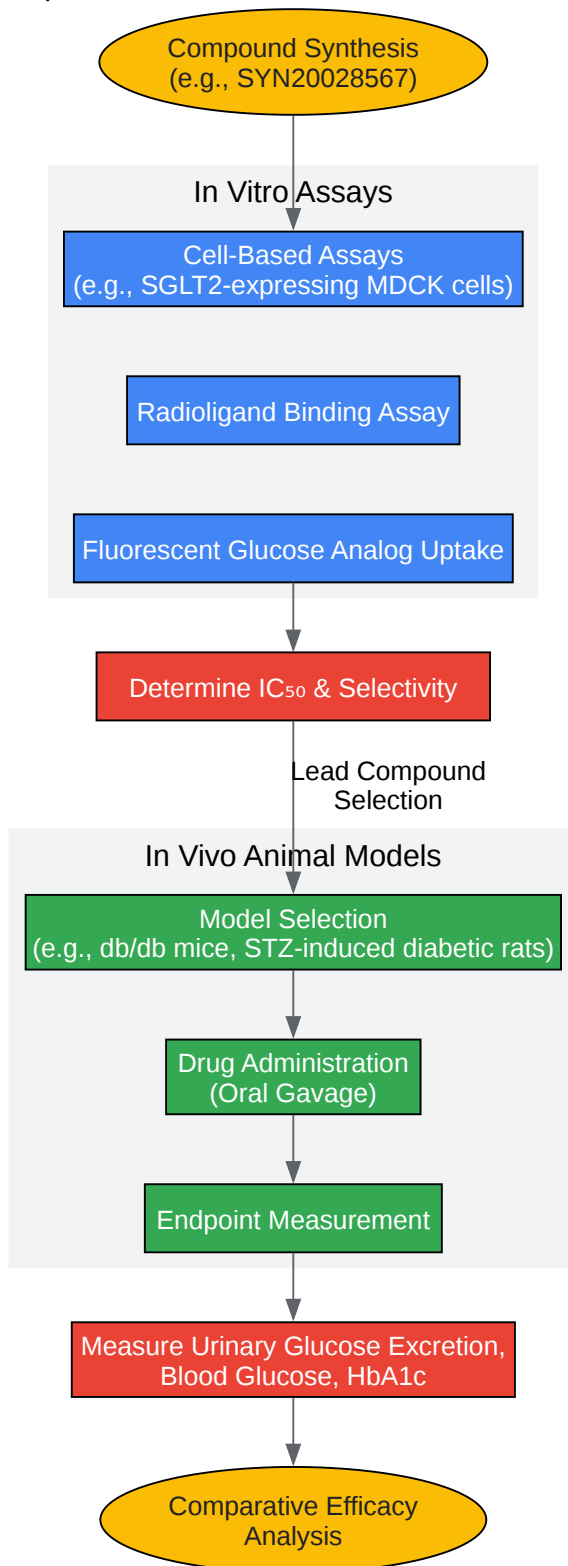 Compound Synthesis
(e.g., SYN20028567)
In Vitro Assays
Cell-Based Assays
(e.g., SGLT2-expressing MDCK cells)
Radioligand Binding Assay
Fluorescent Glucose Analog Uptake
Determine IC₅₀ & Selectivity
Lead Compound
Selection
In Vivo Animal Models
Model Selection
(e.g., db/db mice, STZ-induced diabetic rats)
Drug Administration
(Oral Gavage)
Endpoint Measurement
Measure Urinary Glucose Excretion,
Blood Glucose, HbA1c
Comparative Efficacy
Analysis